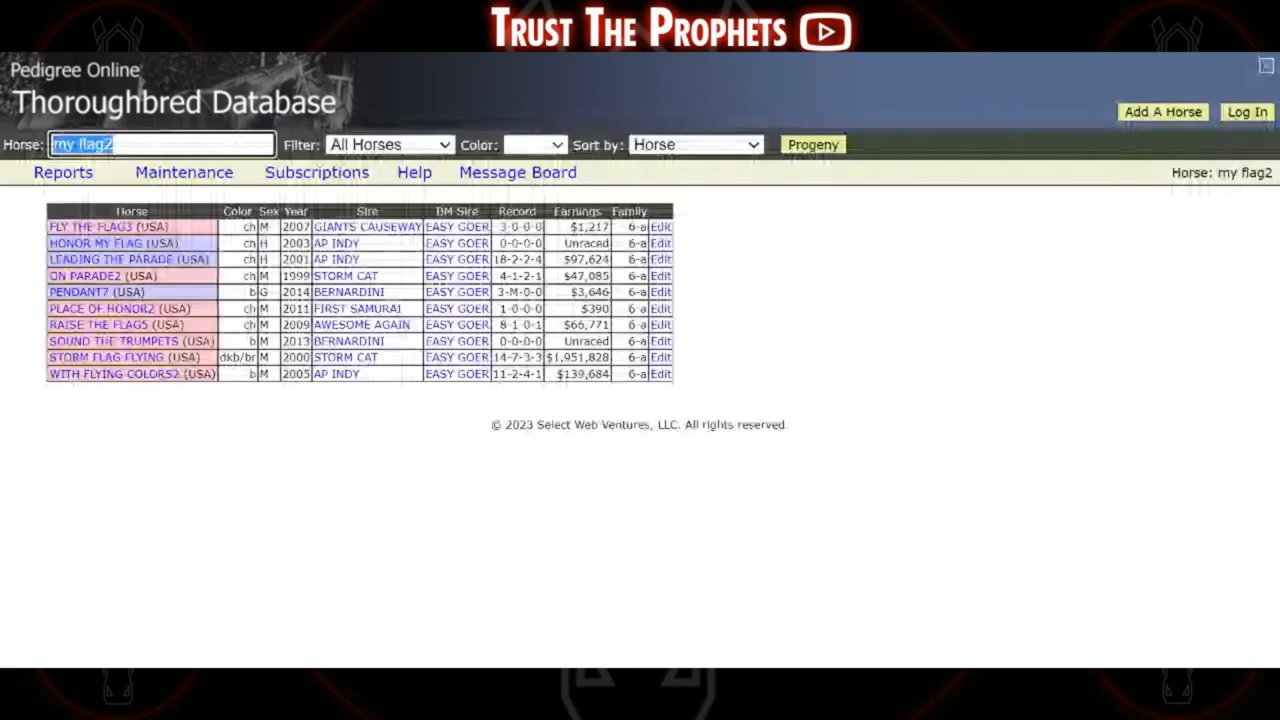 TRUST THE PROPHETS
Pedigree Online
Thoroughbred Database
Add A Horse Log In
Horse: my flag2 Filter: All Horses Color: Sort by: Horse Progeny
Reports Maintenance Subscriptions Help Message Board Horse: my flag2
Horse Color Sex Year Sire DM Sire Record Earnings Family
FLY THE FLAG3 (USA) ch M 2007 GIANTS CAUSEWAY EASY GOER 3-0-0-0 $1,217 6-a Edit
HONOR MY FLAG (USA) ch H 2003 AP INDY EASY GOER 0-0-0-0 Unraced 6-a Edit
LEADING THE PARADE (USA) ch H 2001 AP INDY EASY GOER 18-2-2-4 $97,624 6-a Edit
ON PARADE2 (USA) ch M 1999 STORM CAT EASY GOER 4-1-2-1 $47,085 6-a Edit
PENDANT7 (USA) b G 2014 BERNARDINI EASY GOER 3-M-0-0 $3,646 6-a Edit
PLACE OF HONOR2 (USA) ch M 2011 FIRST SAMURAI EASY GOER 1-0-0-0 $390 6-a Edit
RAISE THE FLAG5 (USA) ch M 2009 AWESOME AGAIN EASY GOER 8-1-0-1 $66,771 6-a Edit
SOUND THE TRUMPETS (USA) b M 2013 BERNARDINI EASY GOER 0-0-0-0 Unraced 6-a Edit
STORM FLAG FLYING (USA) dkb/br M 2000 STORM CAT EASY GOER 14-7-3-3 $1,951,828 6-a Edit
WITH FLYING COLORS2 (USA) b M 2005 AP INDY EASY GOER 11-2-4-1 $139,684 6-a Edit
© 2023 Select Web Ventures, LLC. All rights reserved.